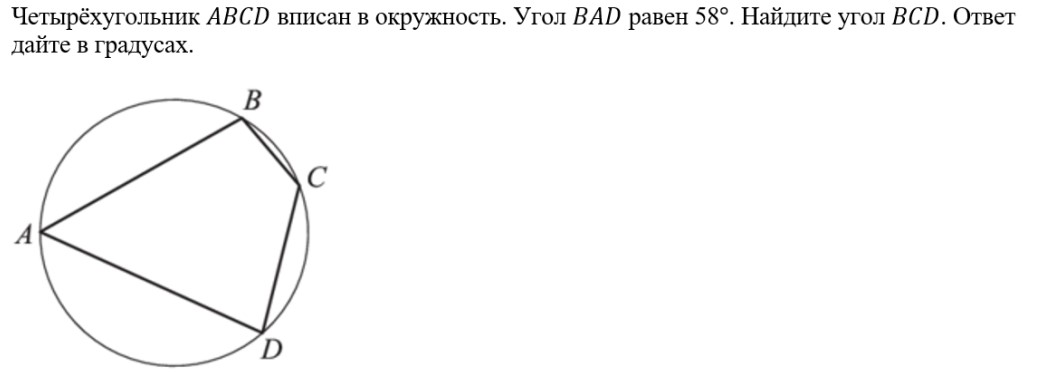 Четырёхугольник ABCD вписан в окружность. Угол BAD равен 58°. Найдите угол BCD. Ответ
дайте в градусах.
B
C
A
D